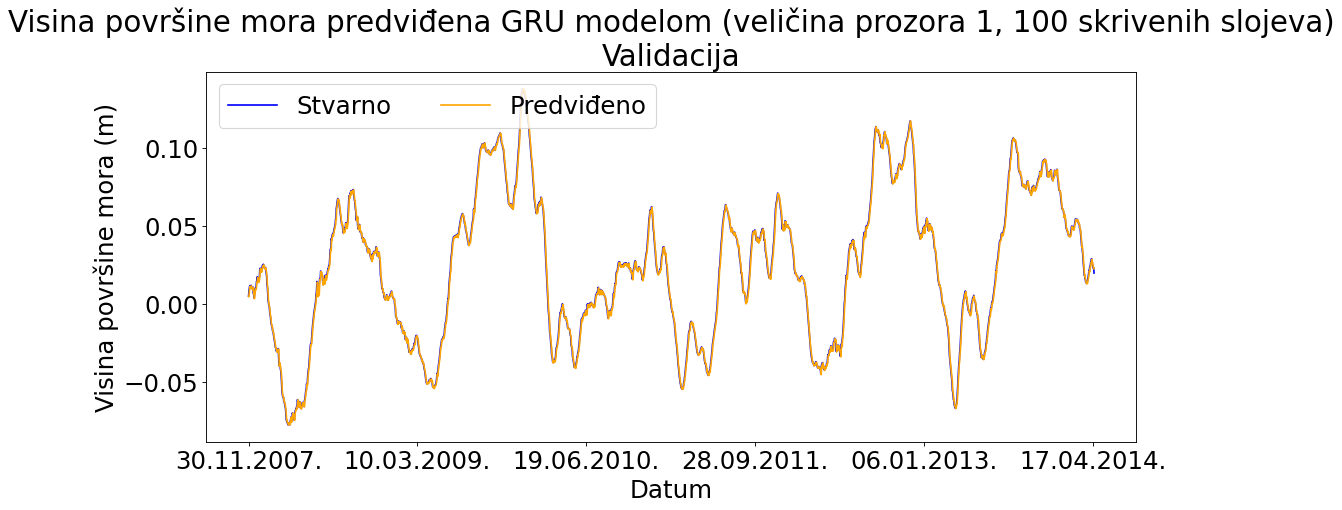 Visina površine mora predviđena GRU modelom (veličina prozora 1, 100 skrivenih slojeva)
Validacija
Stvarno
Predviđeno
Visina površine mora (m)
0.10
0.05
0.00
−0.05
30.11.2007.
10.03.2009.
19.06.2010.
28.09.2011.
06.01.2013.
17.04.2014.
Datum